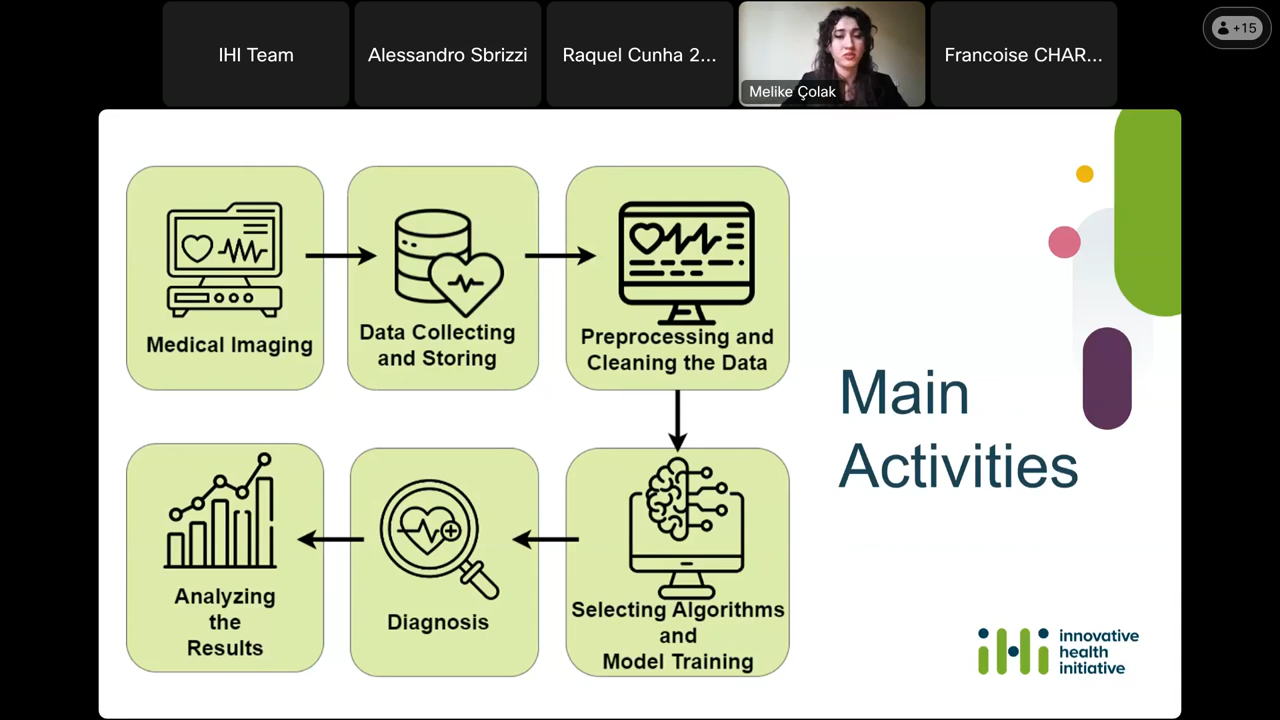 IHI Team
Alessandro Sbrizzi
Raquel Cunha 2...
Melike Çolak
Francoise CHAR...
+15
Medical Imaging
Data Collecting
and Storing
Preprocessing and
Cleaning the Data
Main
Activities
Analyzing
the
Results
Diagnosis
Selecting Algorithms
and
Model Training
iHi
innovative
health
initiative